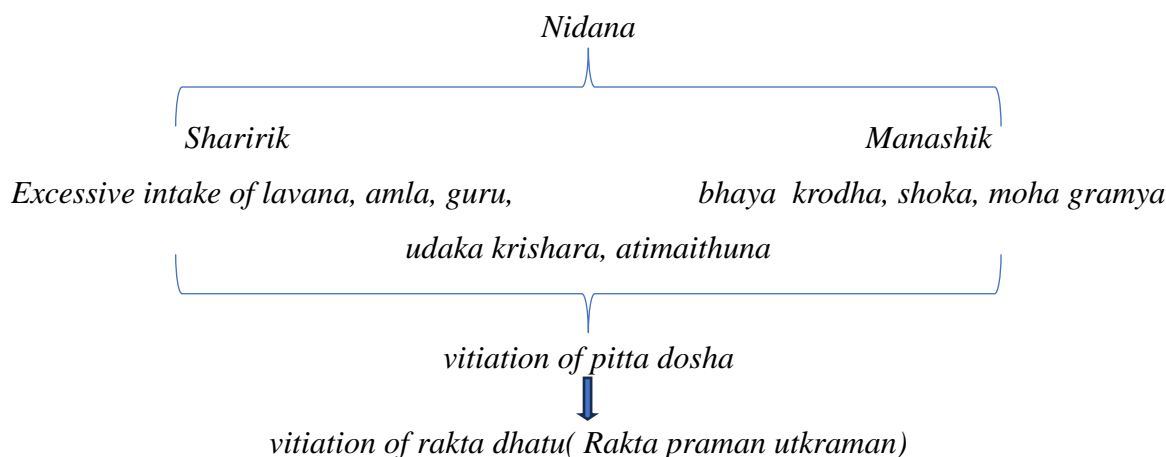 Nidana
Sharirik Manashik
Excessive intake of lavana, amla, guru, bhaya krodha, shoka, moha gramya
udaka krishara, atimaithuna
vitiation of pitta dosha
vitiation of rakta dhatu( Rakta praman utkraman)